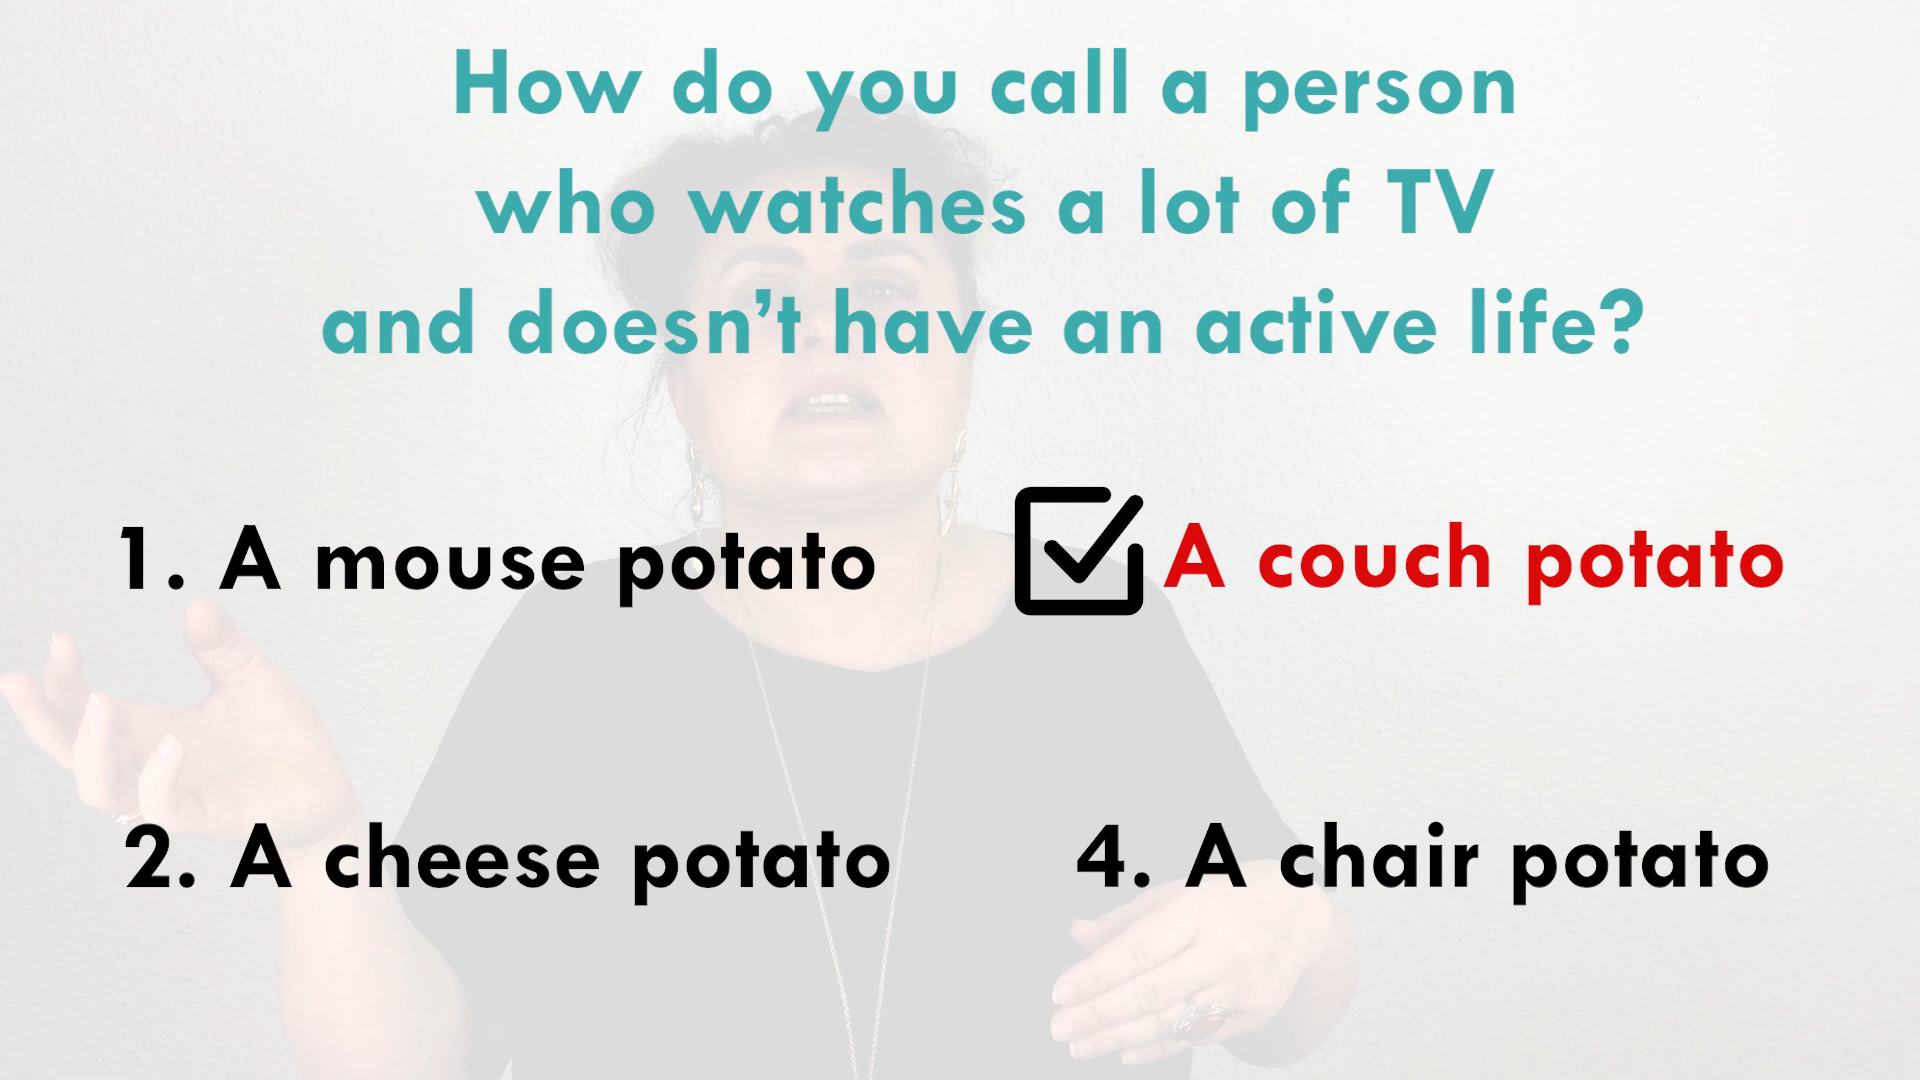 How do you call a person
who watches a lot of TV
and doesn’t have an active life?
1. A mouse potato
A couch potato
2. A cheese potato
4. A chair potato